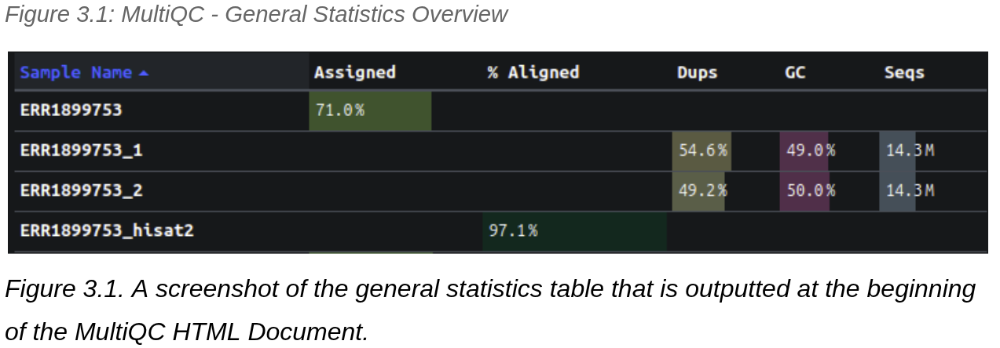 Figure 3.1: MultiQC - General Statistics Overview
Sample Name Assigned % Aligned Dups GC Seqs
ERR1899753 71.0%
ERR1899753_1 54.6% 49.0% 14.3M
ERR1899753_2 49.2% 50.0% 14.3M
ERR1899753_hisat2 97.1%
Figure 3.1. A screenshot of the general statistics table that is outputted at the beginning
of the MultiQC HTML Document.